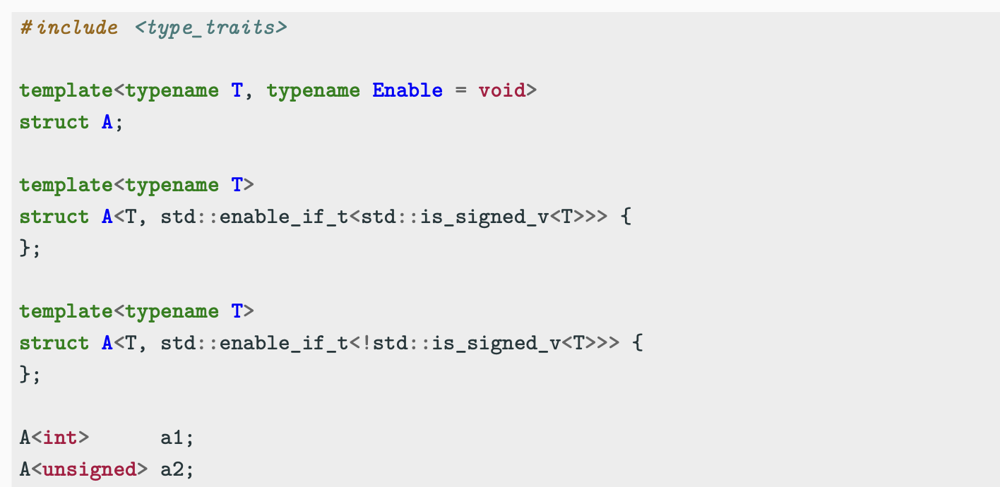 #include <type_traits>
template<typename T, typename Enable = void>
struct A;
template<typename T>
struct A<T, std::enable_if_t<std::is_signed_v<T>>> {
};
template<typename T>
struct A<T, std::enable_if_t<!std::is_signed_v<T>>> {
};
A<int>      a1;
A<unsigned> a2;